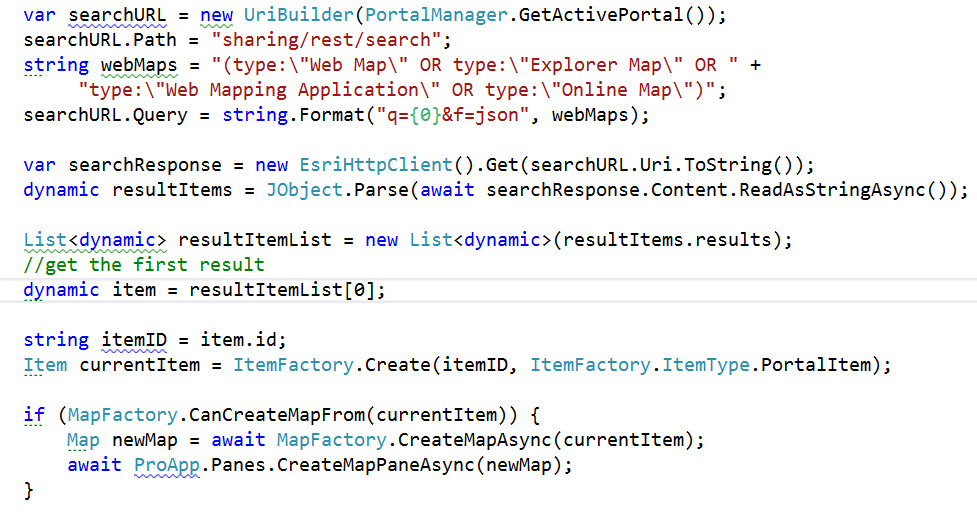 var searchURL = new UriBuilder(PortalManager.GetActivePortal());
searchURL.Path = "sharing/rest/search";
string webMaps = "(type:\"Web Map\" OR type:\"Explorer Map\" OR " +
"type:\"Web Mapping Application\" OR type:\"Online Map\")";
searchURL.Query = string.Format("q={0}&f=json", webMaps);
var searchResponse = new EsriHttpClient().Get(searchURL.Uri.ToString());
dynamic resultItems = JObject.Parse(await searchResponse.Content.ReadAsStringAsync());
List<dynamic> resultItemList = new List<dynamic>(resultItems.results);
//get the first result
dynamic item = resultItemList[0];
string itemID = item.id;
Item currentItem = ItemFactory.Create(itemID, ItemFactory.ItemType.PortalItem);
if (MapFactory.CanCreateMapFrom(currentItem)) {
Map newMap = await MapFactory.CreateMapAsync(currentItem);
await ProApp.Panes.CreateMapPaneAsync(newMap);
}